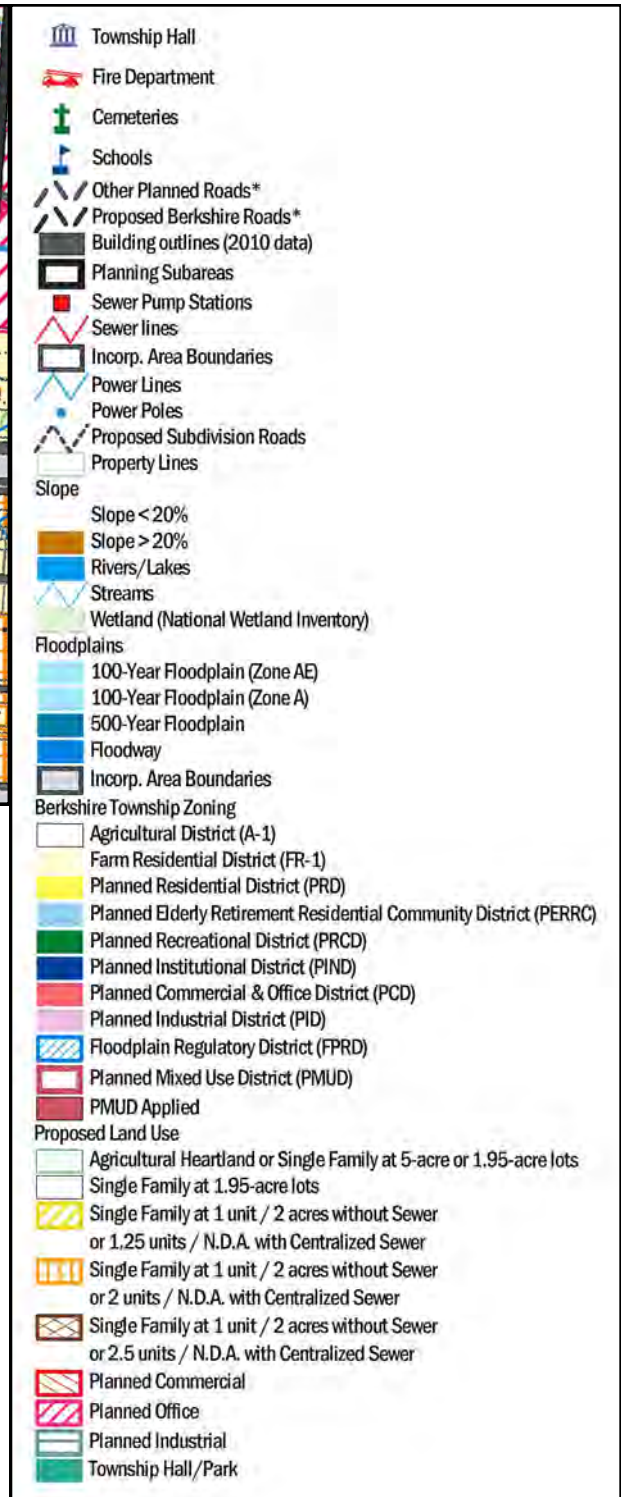 Township Hall
Fire Department
Cemeteries
Schools
Other Planned Roads*
Proposed Berkshire Roads*
Building outlines (2010 data)
Planning Subareas
Sewer Pump Stations
Sewer lines
Incorp. Area Boundaries
Power Lines
Power Poles
Proposed Subdivision Roads
Property Lines
Slope
Slope < 20%
Slope > 20%
Rivers/Lakes
Streams
Wetland (National Wetland Inventory)
Floodplains
100-Year Floodplain (Zone AE)
100-Year Floodplain (Zone A)
500-Year Floodplain
Floodway
Incorp. Area Boundaries
Berkshire Township Zoning
Agricultural District (A-1)
Farm Residential District (FR-1)
Planned Residential District (PRD)
Planned Elderly Retirement Residential Community District (PERRC)
Planned Recreational District (PRCD)
Planned Institutional District (PIND)
Planned Commercial & Office District (PCD)
Planned Industrial District (PID)
Floodplain Regulatory District (FPRD)
Planned Mixed Use District (PMUD)
PMUD Applied
Proposed Land Use
Agricultural Heartland or Single Family at 5-acre or 1.95-acre lots
Single Family at 1.95-acre lots
Single Family at 1 unit / 2 acres without Sewer
or 1.25 units / N.D.A. with Centralized Sewer
Single Family at 1 unit / 2 acres without Sewer
or 2 units / N.D.A. with Centralized Sewer
Single Family at 1 unit / 2 acres without Sewer
or 2.5 units / N.D.A. with Centralized Sewer
Planned Commercial
Planned Office
Planned Industrial
Township Hall/Park